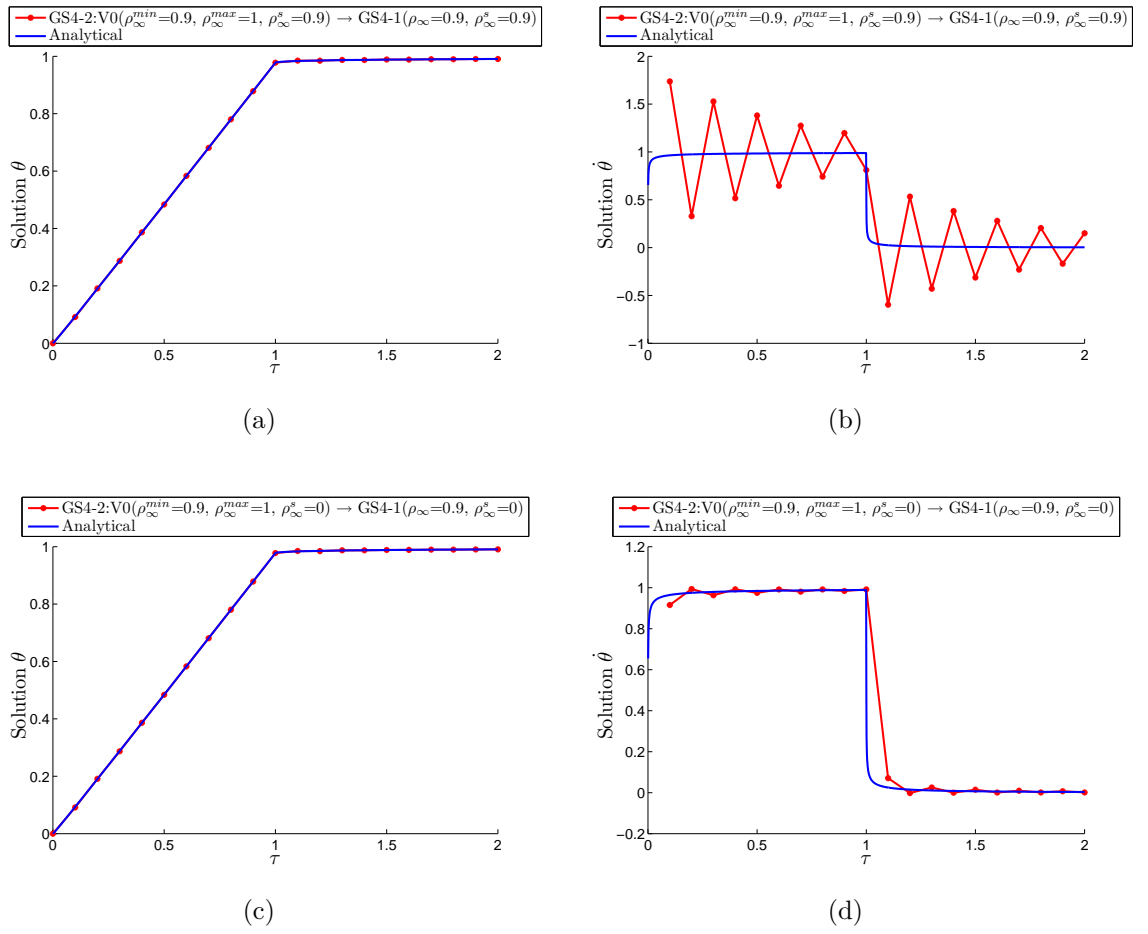 GS4-2:V0(ρ∞^min=0.9, ρ∞^max=1, ρ∞^s=0.9) → GS4-1(ρ∞=0.9, ρ∞^s=0.9)
Analytical
1
0.8
0.6
0.4
0.2
0
Solution θ
0
0.5
1
1.5
2
τ
(a)
GS4-2:V0(ρ∞^min=0.9, ρ∞^max=1, ρ∞^s=0.9) → GS4-1(ρ∞=0.9, ρ∞^s=0.9)
Analytical
2
1.5
1
0.5
0
−0.5
−1
Solution θ̇
0
0.5
1
1.5
2
τ
(b)
GS4-2:V0(ρ∞^min=0.9, ρ∞^max=1, ρ∞^s=0) → GS4-1(ρ∞=0.9, ρ∞^s=0)
Analytical
1
0.8
0.6
0.4
0.2
0
Solution θ
0
0.5
1
1.5
2
τ
(c)
GS4-2:V0(ρ∞^min=0.9, ρ∞^max=1, ρ∞^s=0) → GS4-1(ρ∞=0.9, ρ∞^s=0)
Analytical
1.2
1
0.8
0.6
0.4
0.2
0
−0.2
Solution θ̇
0
0.5
1
1.5
2
τ
(d)